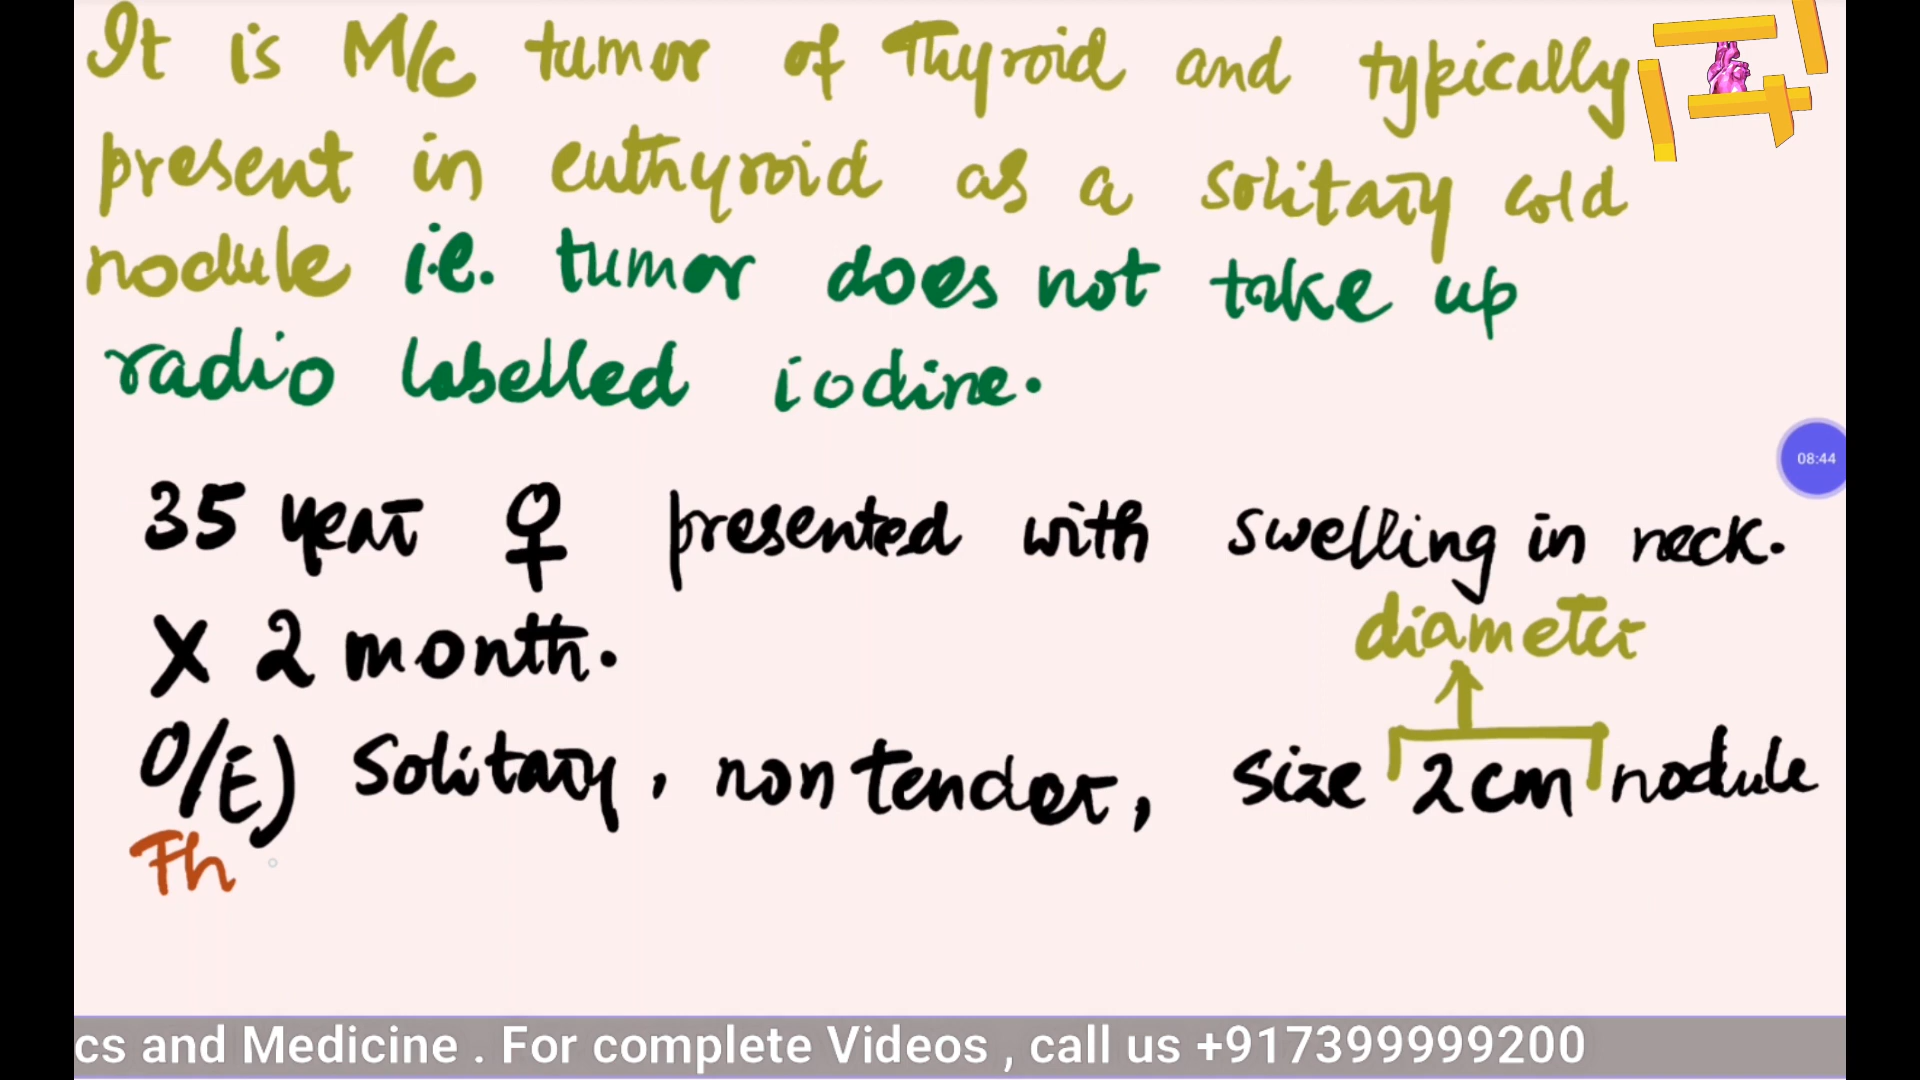 It is M/C tumor of Thyroid and typically
present in euthyroid as a solitary cold
nodule i.e. tumor does not take up
radio labelled iodine.
08:44
35 year ♀ presented with swelling in neck.
X 2 month.
diameter
O/E) Solitary, non tender, size 2cm nodule
Th
cs and Medicine . For complete Videos , call us +917399999200